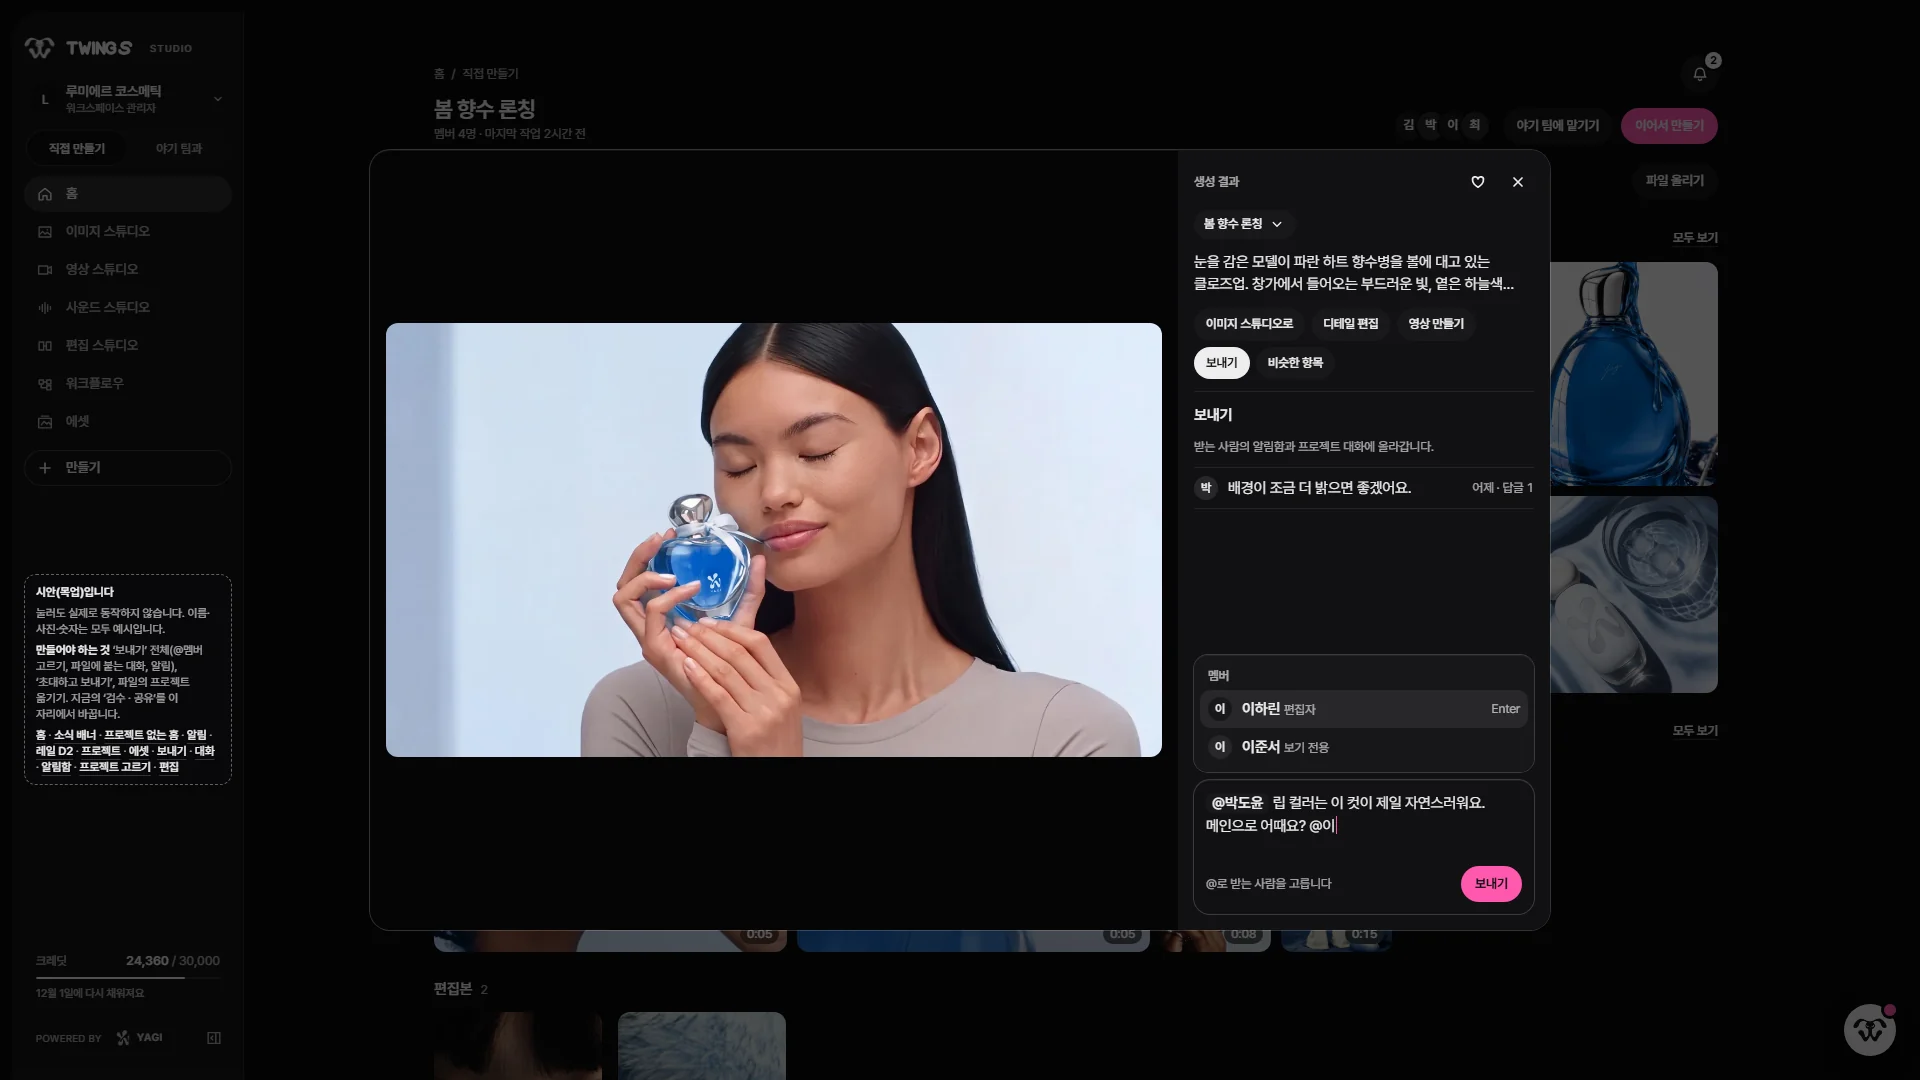 TWINGS STUDIO
L
루미에르 코스메틱
워크스페이스 관리자
직접 만들기
야기 팀과
홈
이미지 스튜디오
영상 스튜디오
사운드 스튜디오
편집 스튜디오
워크플로우
에셋
만들기
시안(목업)입니다
눌러도 실제로 동작하지 않습니다. 이름·
사진·숫자는 모두 예시입니다.
만들어야 하는 것 ‘보내기’ 전체(@멤버
고르기, 파일에 붙는 대화, 알림),
‘초대하고 보내기’, 파일의 프로젝트
옮기기. 지금의 ‘검수 · 공유’를 이
자리에서 바꿉니다.
홈 · 소식 배너 · 프로젝트 없는 홈 · 알림 ·
레일 D2 · 프로젝트 · 에셋 · 보내기 · 대화
· 알림함 · 프로젝트 고르기 · 편집
크레딧 24,360 / 30,000
12월 1일에 다시 채워져요
POWERED BY YAGI
홈 / 직접 만들기
봄 향수 론칭
멤버 4명 · 마지막 작업 2시간 전
2
김 박 이 최
야기 팀에 맡기기
이어서 만들기
파일 올리기
모두 보기
생성 결과
봄 향수 론칭
눈을 감은 모델이 파란 하트 향수병을 볼에 대고 있는
클로즈업. 창가에서 들어오는 부드러운 빛, 옅은 하늘색...
이미지 스튜디오로
디테일 편집
영상 만들기
보내기
비슷한 항목
보내기
받는 사람의 알림함과 프로젝트 대화에 올라갑니다.
박 배경이 조금 더 밝으면 좋겠어요. 어제 · 답글 1
멤버
이 이하린 편집자 Enter
이 이준서 보기 전용
@박도윤 립 컬러는 이 컷이 제일 자연스러워요.
메인으로 어때요? @이
@로 받는 사람을 고릅니다
보내기
모두 보기
0:05
0:05
0:08
0:15
편집본 2
YAGI